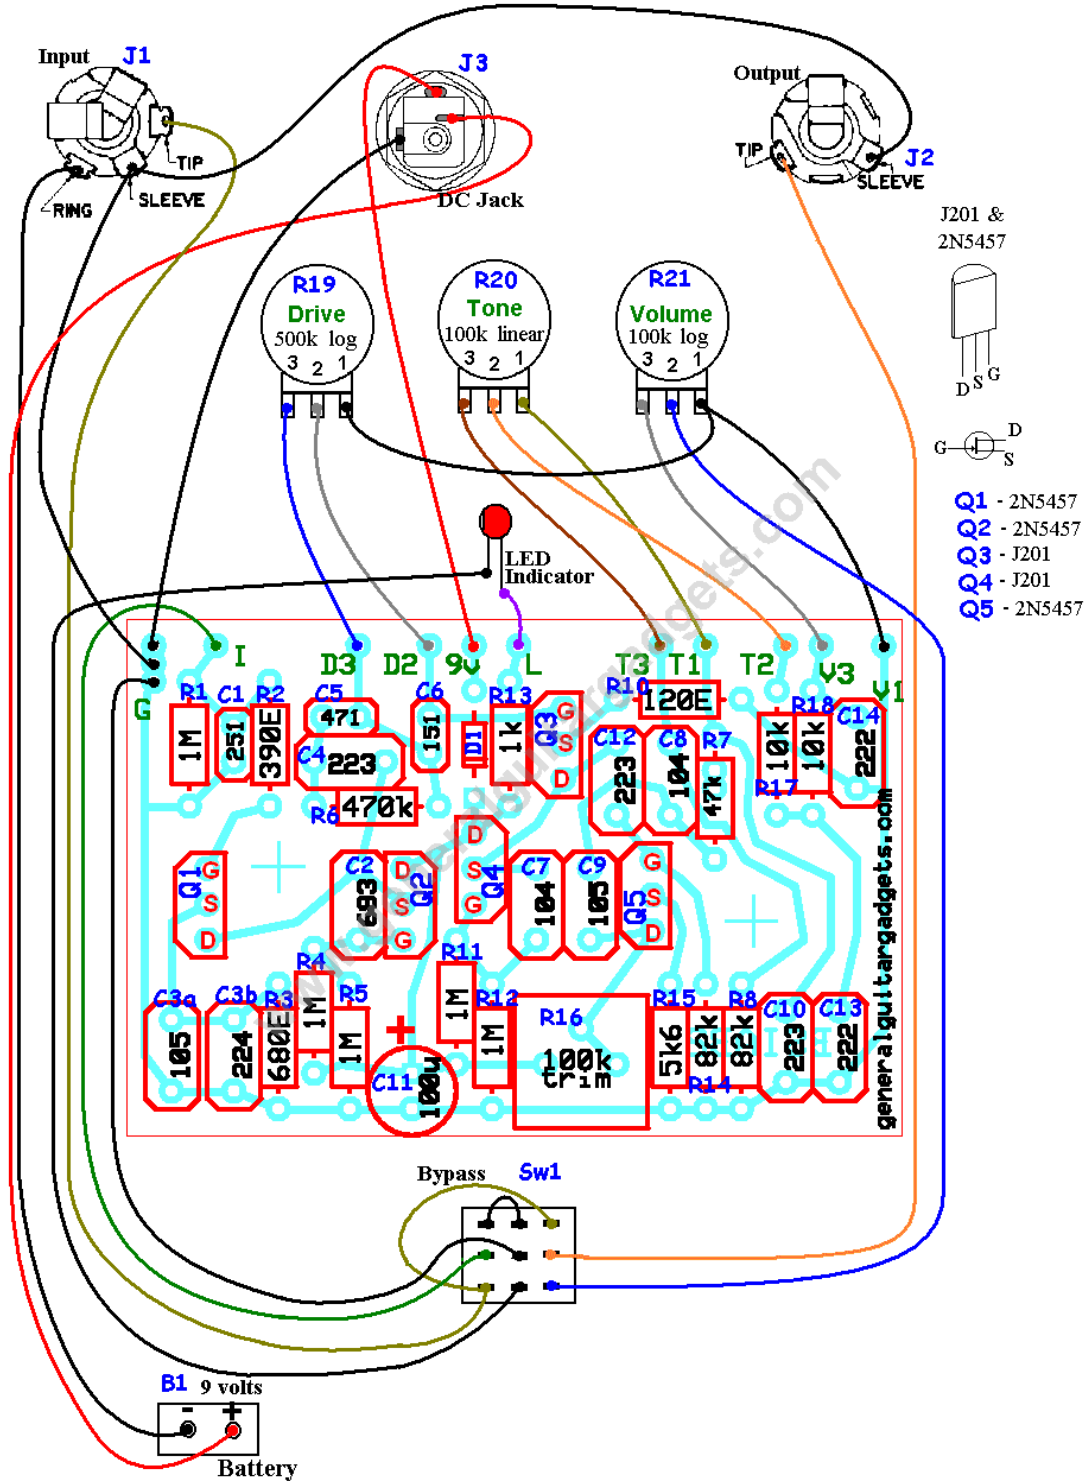 Input
J1
TIP
RING
SLEEVE
J3
DC Jack
Output
TIP
J2
SLEEVE
J201 &
2N5457
D S G
G
D
S
Q1 - 2N5457
Q2 - 2N5457
Q3 - J201
Q4 - J201
Q5 - 2N5457
R19
Drive
500k log
3 2 1
R20
Tone
100k linear
3 2 1
R21
Volume
100k log
3 2 1
LED
Indicator
www.generalguitargadgets.com
G
I
D3
D2
9V
L
T3
T1
T2
V3
V1
R1
1M
C1
251
R2
390E
C5
471
C4
223
R6
470k
C6
151
D1
R13
1k
Q3
G
S
D
R10
120E
C12
223
C8
104
R7
47k
R18
10k
10k
R17
C14
222
Q1
G
S
D
C2
683
Q2
D
S
G
Q4
D
S
G
C7
104
C9
105
Q5
G
S
D
C3a
105
C3b
224
R3
680E
R4
1M
R5
1M
+
C11
100u
R11
1M
R12
1M
R16
100k
trim
R15
5k6
82k
R14
R8
82k
C10
223
C13
222
generalguitargadgets.com
Bypass
Sw1
B1
9 volts
- +
Battery